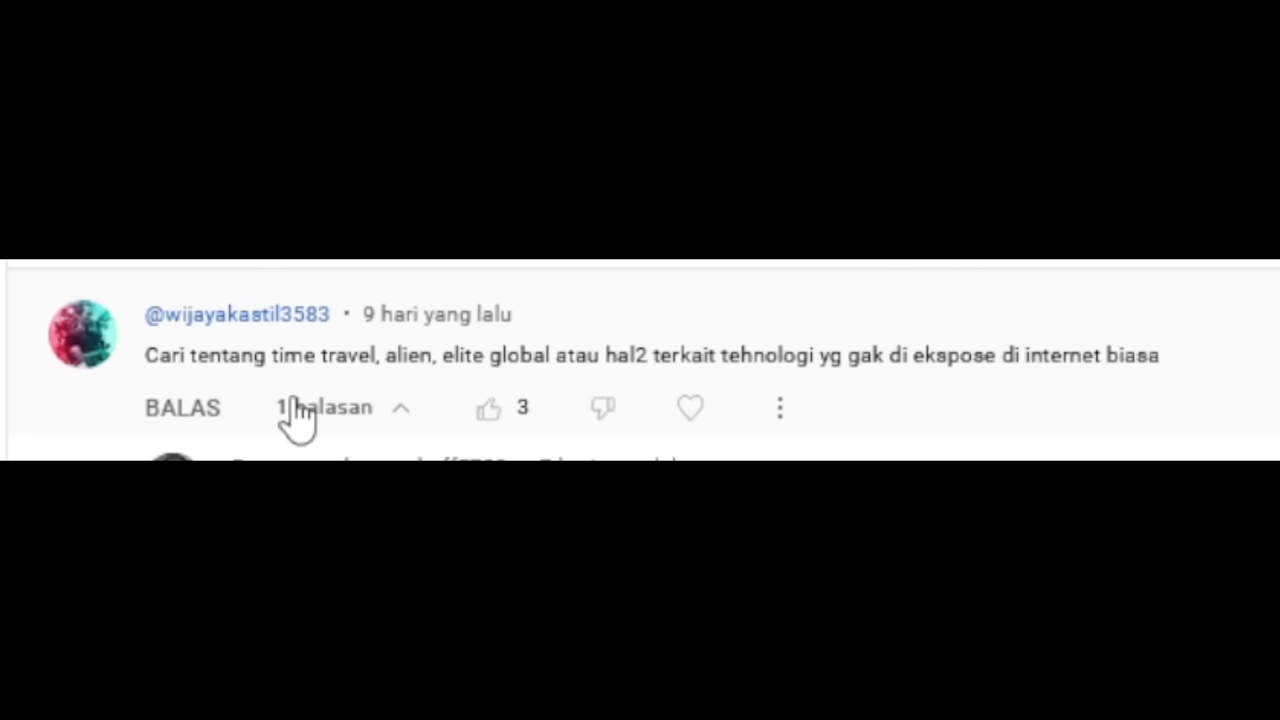 @wijayakastil3583 • 9 hari yang lalu
Cari tentang time travel, alien, elite global atau hal2 terkait tehnologi yg gak di ekspose di internet biasa
BALAS 1 balasan 3